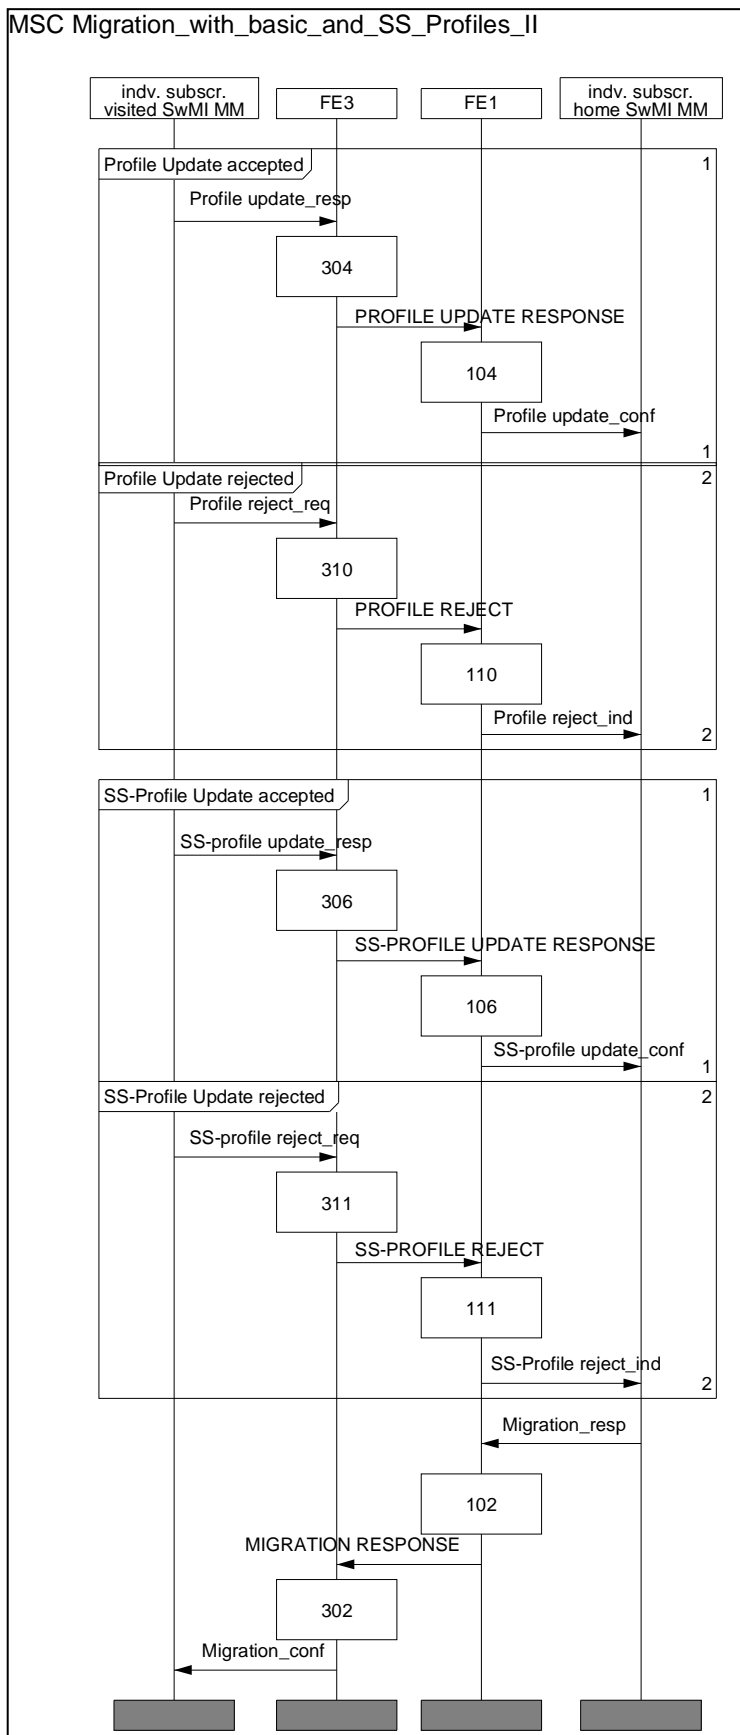 MSC Migration_with_basic_and_SS_Profiles_II
indv. subscr.
visited SwMI MM
FE3
FE1
indv. subscr.
home SwMI MM
Profile Update accepted
1
Profile update_resp
304
PROFILE UPDATE RESPONSE
104
Profile update_conf
1
Profile Update rejected
2
Profile reject_req
310
PROFILE REJECT
110
Profile reject_ind
2
SS-Profile Update accepted
1
SS-profile update_resp
306
SS-PROFILE UPDATE RESPONSE
106
SS-profile update_conf
1
SS-Profile Update rejected
2
SS-profile reject_req
311
SS-PROFILE REJECT
111
SS-Profile reject_ind
2
Migration_resp
102
MIGRATION RESPONSE
302
Migration_conf